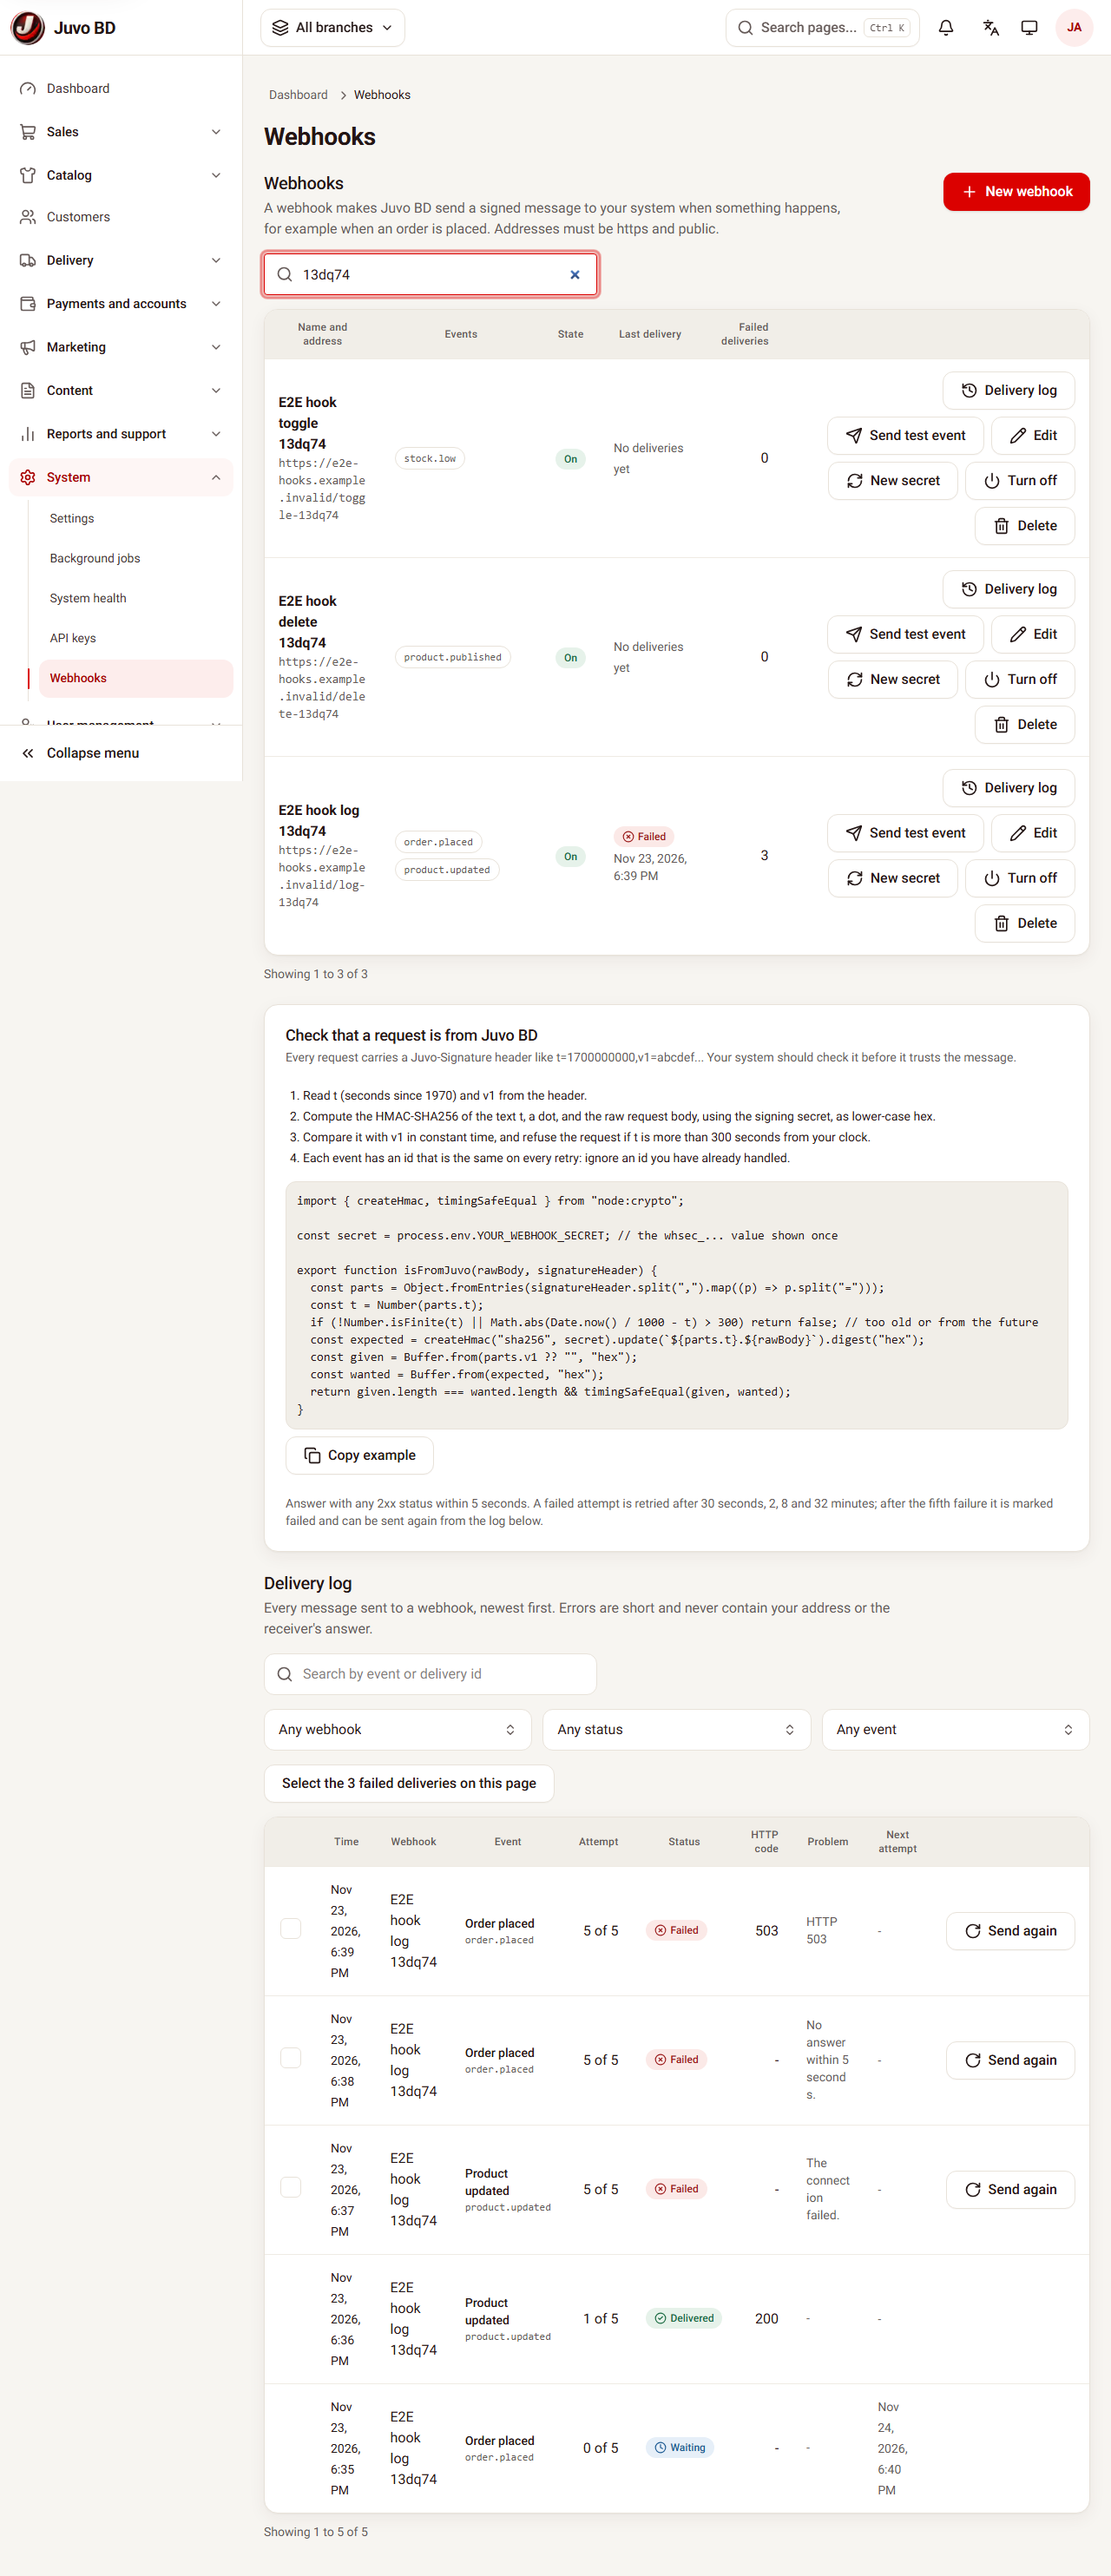 Juvo BD
All branches
Search pages...
Ctrl K
JA
Dashboard
Sales
Catalog
Customers
Delivery
Payments and accounts
Marketing
Content
Reports and support
System
Settings
Background jobs
System health
API keys
Webhooks
User management
Collapse menu
Dashboard > Webhooks
Webhooks
Webhooks
A webhook makes Juvo BD send a signed message to your system when something happens,
for example when an order is placed. Addresses must be https and public.
New webhook
13dq74
Name and
address
Events
State
Last delivery
Failed
deliveries
E2E hook
toggle
13dq74
https://e2e-
hooks.example
.invalid/togg
le-13dq74
stock.low
On
No deliveries
yet
0
Delivery log
Send test event
Edit
New secret
Turn off
Delete
E2E hook
delete
13dq74
https://e2e-
hooks.example
.invalid/dele
te-13dq74
product.published
On
No deliveries
yet
0
Delivery log
Send test event
Edit
New secret
Turn off
Delete
E2E hook log
13dq74
https://e2e-
hooks.example
.invalid/log-
13dq74
order.placed
product.updated
On
Failed
Nov 23, 2026,
6:39 PM
3
Delivery log
Send test event
Edit
New secret
Turn off
Delete
Showing 1 to 3 of 3
Check that a request is from Juvo BD
Every request carries a Juvo-Signature header like t=1700000000,v1=abcdef... Your system should check it before it trusts the message.
1. Read t (seconds since 1970) and v1 from the header.
2. Compute the HMAC-SHA256 of the text t, a dot, and the raw request body, using the signing secret, as lower-case hex.
3. Compare it with v1 in constant time, and refuse the request if t is more than 300 seconds from your clock.
4. Each event has an id that is the same on every retry: ignore an id you have already handled.
import { createHmac, timingSafeEqual } from "node:crypto";
const secret = process.env.YOUR_WEBHOOK_SECRET; // the whsec_... value shown once
export function isFromJuvo(rawBody, signatureHeader) {
const parts = Object.fromEntries(signatureHeader.split(",").map((p) => p.split("=")));
const t = Number(parts.t);
if (!Number.isFinite(t) || Math.abs(Date.now() / 1000 - t) > 300) return false; // too old or from the future
const expected = createHmac("sha256", secret).update(`${parts.t}.${rawBody}`).digest("hex");
const given = Buffer.from(parts.v1 ?? "", "hex");
const wanted = Buffer.from(expected, "hex");
return given.length === wanted.length && timingSafeEqual(given, wanted);
}
Copy example
Answer with any 2xx status within 5 seconds. A failed attempt is retried after 30 seconds, 2, 8 and 32 minutes; after the fifth failure it is marked
failed and can be sent again from the log below.
Delivery log
Every message sent to a webhook, newest first. Errors are short and never contain your address or the
receiver's answer.
Search by event or delivery id
Any webhook
Any status
Any event
Select the 3 failed deliveries on this page
Time
Webhook
Event
Attempt
Status
HTTP
code
Problem
Next
attempt
Nov
23,
2026,
6:39
PM
E2E
hook
log
13dq74
Order placed
order.placed
5 of 5
Failed
503
HTTP
503
-
Send again
Nov
23,
2026,
6:38
PM
E2E
hook
log
13dq74
Order placed
order.placed
5 of 5
Failed
-
No
answer
within 5
second
s.
-
Send again
Nov
23,
2026,
6:37
PM
E2E
hook
log
13dq74
Product
updated
product.updated
5 of 5
Failed
-
The
connect
ion
failed.
-
Send again
Nov
23,
2026,
6:36
PM
E2E
hook
log
13dq74
Product
updated
product.updated
1 of 5
Delivered
200
-
-
Nov
23,
2026,
6:35
PM
E2E
hook
log
13dq74
Order placed
order.placed
0 of 5
Waiting
-
-
Nov
24,
2026,
6:40
PM
Showing 1 to 5 of 5